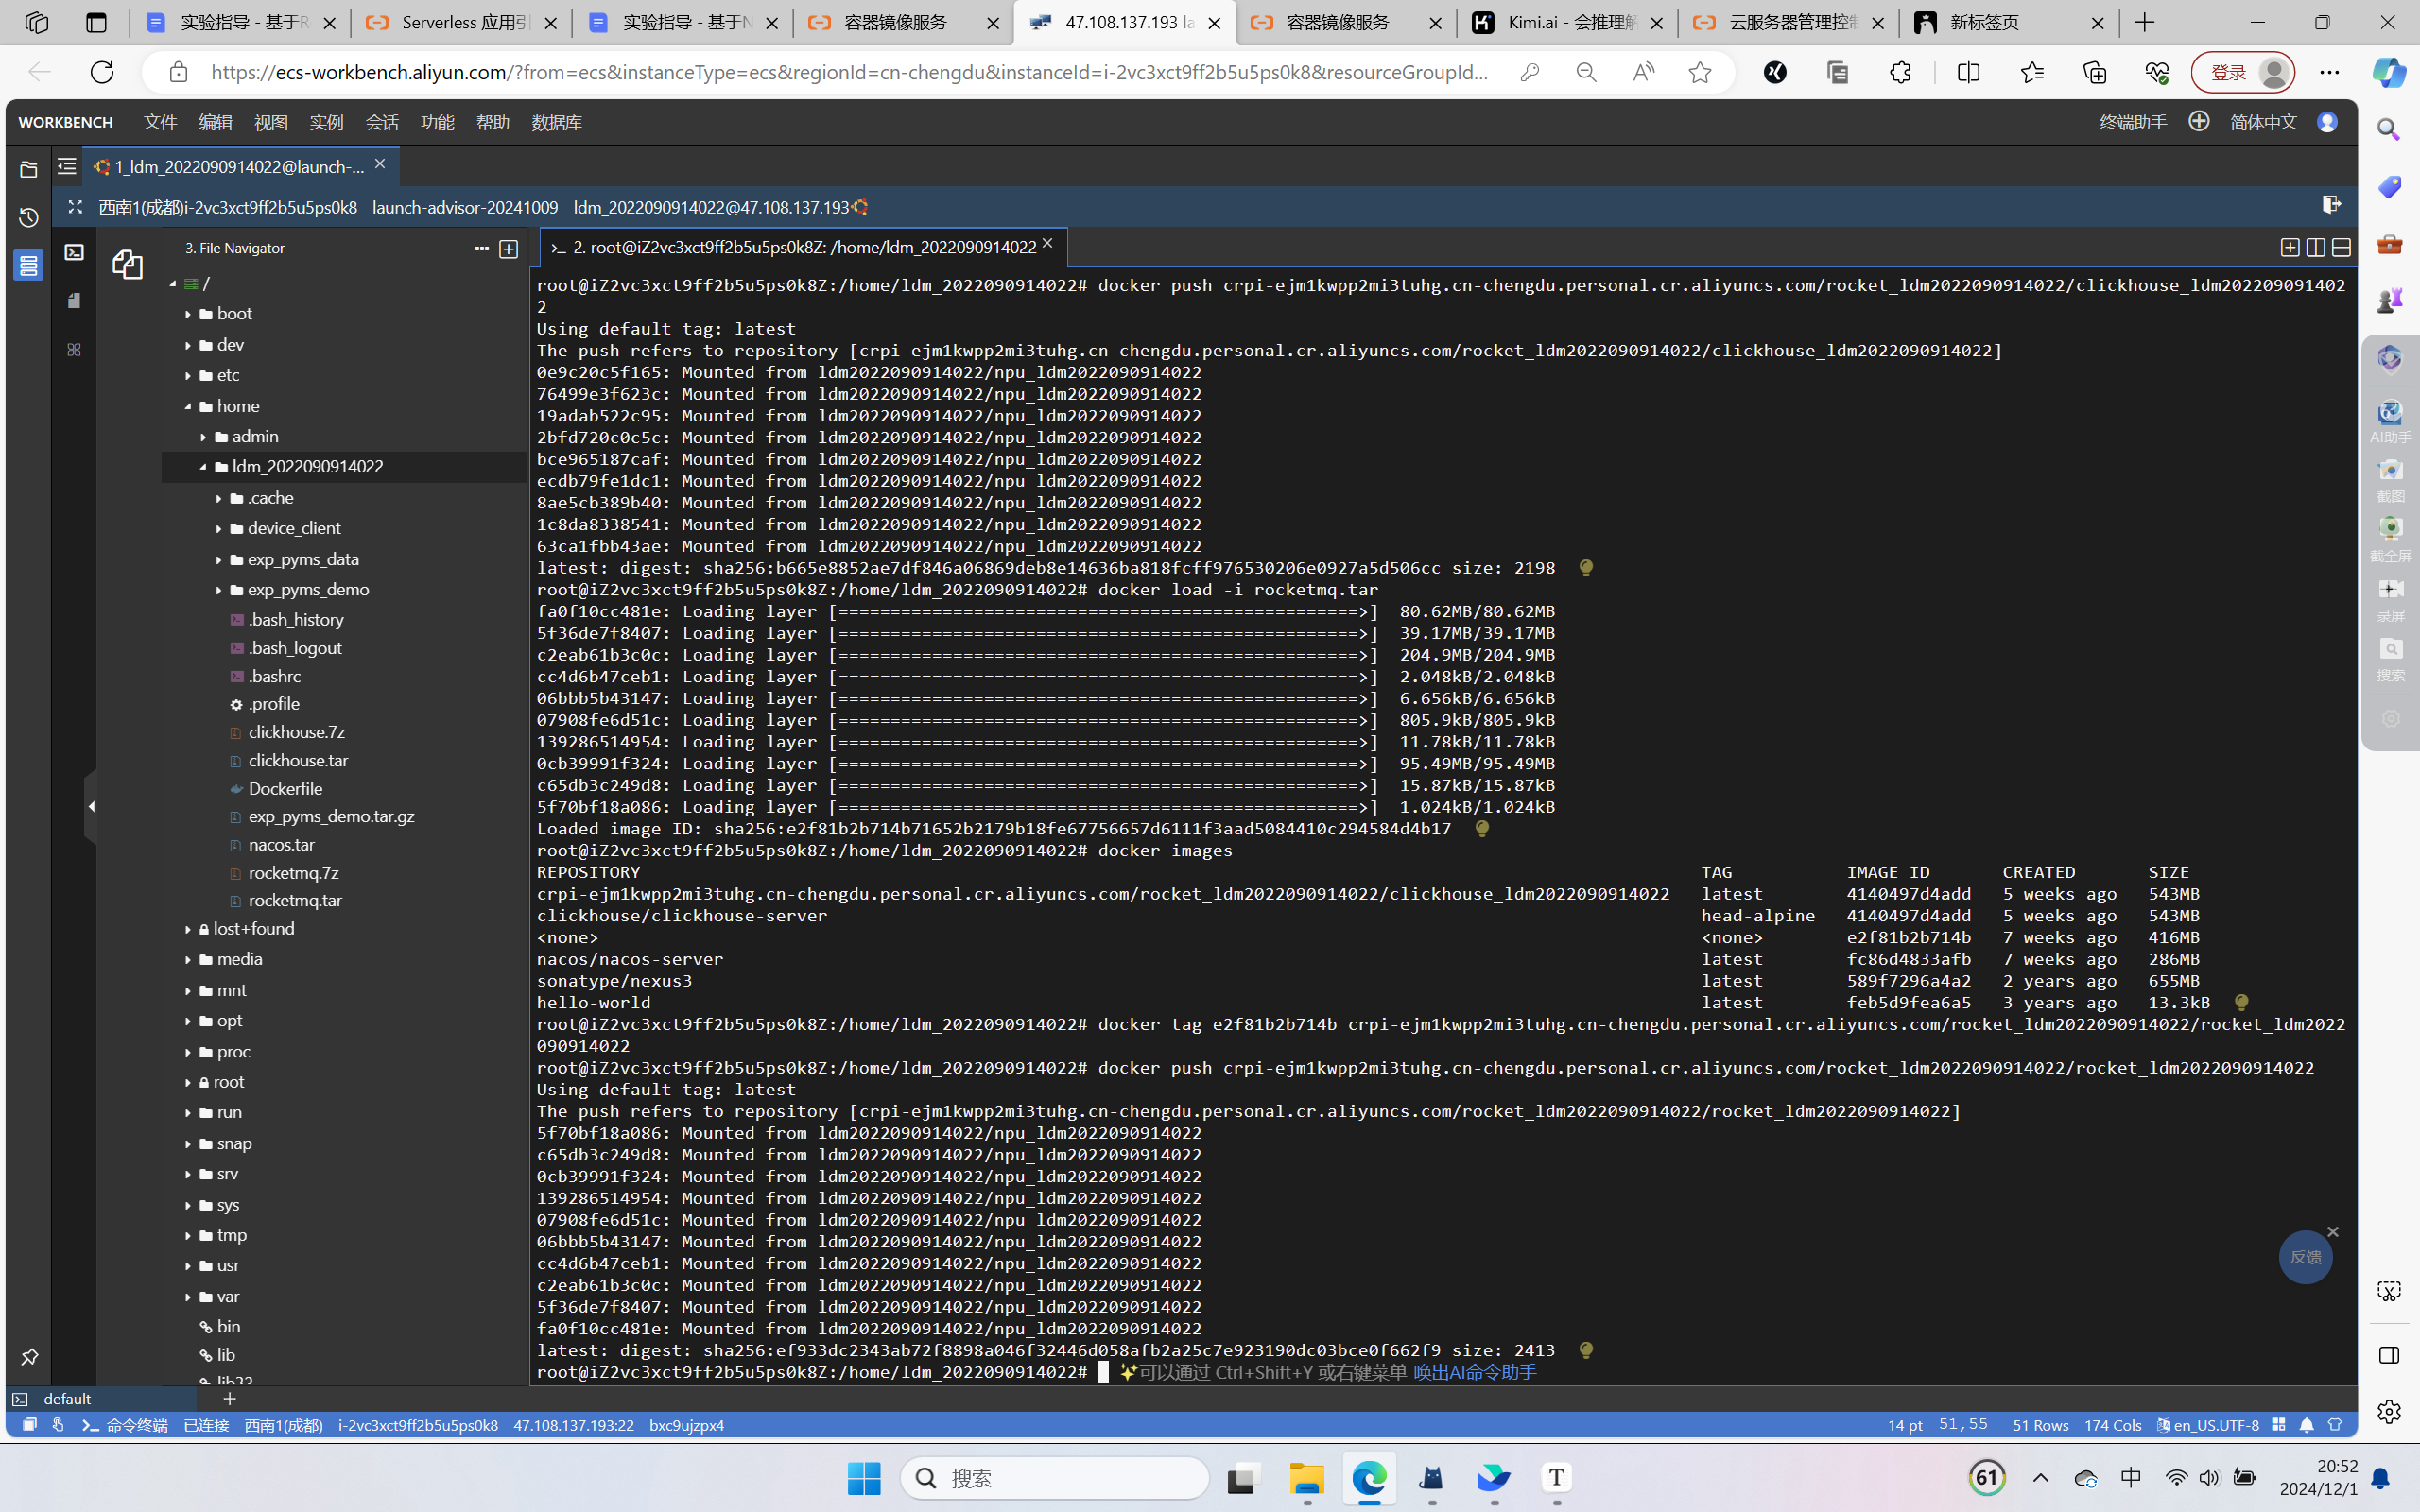 实验指导 - 基于R
Serverless 应用引
实验指导 - 基于N
容器镜像服务
47.108.137.193 la
容器镜像服务
Kimi.ai - 会推理解
云服务器管理控制
新标签页
https://ecs-workbench.aliyun.com/?from=ecs&instanceType=ecs&regionId=cn-chengdu&instanceId=i-2vc3xct9ff2b5u5ps0k8&resourceGroupId...
登录
WORKBENCH 文件 编辑 视图 实例 会话 功能 帮助 数据库
终端助手 简体中文
1_ldm_2022090914022@launch-...
西南1(成都)i-2vc3xct9ff2b5u5ps0k8 launch-advisor-20241009 ldm_2022090914022@47.108.137.193
3. File Navigator
/
boot
dev
etc
home
admin
ldm_2022090914022
.cache
device_client
exp_pyms_data
exp_pyms_demo
.bash_history
.bash_logout
.bashrc
.profile
clickhouse.7z
clickhouse.tar
Dockerfile
exp_pyms_demo.tar.gz
nacos.tar
rocketmq.7z
rocketmq.tar
lost+found
media
mnt
opt
proc
root
run
snap
srv
sys
tmp
usr
var
bin
lib
lib32
2. root@iZ2vc3xct9ff2b5u5ps0k8Z: /home/ldm_2022090914022
root@iZ2vc3xct9ff2b5u5ps0k8Z:/home/ldm_2022090914022# docker push crpi-ejm1kwpp2mi3tuhg.cn-chengdu.personal.cr.aliyuncs.com/rocket_ldm2022090914022/clickhouse_ldm202209091402
2
Using default tag: latest
The push refers to repository [crpi-ejm1kwpp2mi3tuhg.cn-chengdu.personal.cr.aliyuncs.com/rocket_ldm2022090914022/clickhouse_ldm2022090914022]
0e9c20c5f165: Mounted from ldm2022090914022/npu_ldm2022090914022
76499e3f623c: Mounted from ldm2022090914022/npu_ldm2022090914022
19adab522c95: Mounted from ldm2022090914022/npu_ldm2022090914022
2bfd720c0c5c: Mounted from ldm2022090914022/npu_ldm2022090914022
bce965187caf: Mounted from ldm2022090914022/npu_ldm2022090914022
ecdb79fe1dc1: Mounted from ldm2022090914022/npu_ldm2022090914022
8ae5cb389b40: Mounted from ldm2022090914022/npu_ldm2022090914022
1c8da8338541: Mounted from ldm2022090914022/npu_ldm2022090914022
63ca1fbb43ae: Mounted from ldm2022090914022/npu_ldm2022090914022
latest: digest: sha256:b665e8852ae7df846a06869deb8e14636ba818fcff976530206e0927a5d506cc size: 2198
root@iZ2vc3xct9ff2b5u5ps0k8Z:/home/ldm_2022090914022# docker load -i rocketmq.tar
fa0f10cc481e: Loading layer [==================================================>] 80.62MB/80.62MB
5f36de7f8407: Loading layer [==================================================>] 39.17MB/39.17MB
c2eab61b3c0c: Loading layer [==================================================>] 204.9MB/204.9MB
cc4d6b47ceb1: Loading layer [==================================================>] 2.048kB/2.048kB
06bbb5b43147: Loading layer [==================================================>] 6.656kB/6.656kB
07908fe6d51c: Loading layer [==================================================>] 805.9kB/805.9kB
139286514954: Loading layer [==================================================>] 11.78kB/11.78kB
0cb39991f324: Loading layer [==================================================>] 95.49MB/95.49MB
c65db3c249d8: Loading layer [==================================================>] 15.87kB/15.87kB
5f70bf18a086: Loading layer [==================================================>] 1.024kB/1.024kB
Loaded image ID: sha256:e2f81b2b714b71652b2179b18fe67756657d6111f3aad5084410c294584d4b17
root@iZ2vc3xct9ff2b5u5ps0k8Z:/home/ldm_2022090914022# docker images
REPOSITORY TAG IMAGE ID CREATED SIZE
crpi-ejm1kwpp2mi3tuhg.cn-chengdu.personal.cr.aliyuncs.com/rocket_ldm2022090914022/clickhouse_ldm2022090914022 latest 4140497d4add 5 weeks ago 543MB
clickhouse/clickhouse-server head-alpine 4140497d4add 5 weeks ago 543MB
<none> <none> e2f81b2b714b 7 weeks ago 416MB
nacos/nacos-server latest fc86d4833afb 7 weeks ago 286MB
sonatype/nexus3 latest 589f7296a4a2 2 years ago 655MB
hello-world latest feb5d9fea6a5 3 years ago 13.3kB
root@iZ2vc3xct9ff2b5u5ps0k8Z:/home/ldm_2022090914022# docker tag e2f81b2b714b crpi-ejm1kwpp2mi3tuhg.cn-chengdu.personal.cr.aliyuncs.com/rocket_ldm2022090914022/rocket_ldm2022
090914022
root@iZ2vc3xct9ff2b5u5ps0k8Z:/home/ldm_2022090914022# docker push crpi-ejm1kwpp2mi3tuhg.cn-chengdu.personal.cr.aliyuncs.com/rocket_ldm2022090914022/rocket_ldm2022090914022
Using default tag: latest
The push refers to repository [crpi-ejm1kwpp2mi3tuhg.cn-chengdu.personal.cr.aliyuncs.com/rocket_ldm2022090914022/rocket_ldm2022090914022]
5f70bf18a086: Mounted from ldm2022090914022/npu_ldm2022090914022
c65db3c249d8: Mounted from ldm2022090914022/npu_ldm2022090914022
0cb39991f324: Mounted from ldm2022090914022/npu_ldm2022090914022
139286514954: Mounted from ldm2022090914022/npu_ldm2022090914022
07908fe6d51c: Mounted from ldm2022090914022/npu_ldm2022090914022
06bbb5b43147: Mounted from ldm2022090914022/npu_ldm2022090914022
cc4d6b47ceb1: Mounted from ldm2022090914022/npu_ldm2022090914022
c2eab61b3c0c: Mounted from ldm2022090914022/npu_ldm2022090914022
5f36de7f8407: Mounted from ldm2022090914022/npu_ldm2022090914022
fa0f10cc481e: Mounted from ldm2022090914022/npu_ldm2022090914022
latest: digest: sha256:ef933dc2343ab72f8898a046f32446d058afb2a25c7e923190dc03bce0f662f9 size: 2413
root@iZ2vc3xct9ff2b5u5ps0k8Z:/home/ldm_2022090914022# ✨可以通过 Ctrl+Shift+Y 或右键菜单 唤出AI命令助手
反馈
AI助手
截图
截全屏
录屏
搜索
default
命令终端 已连接 西南1(成都) i-2vc3xct9ff2b5u5ps0k8 47.108.137.193:22 bxc9ujzpx4
14 pt 51,55 51 Rows 174 Cols en_US.UTF-8
搜索
T
61
中
20:52
2024/12/1